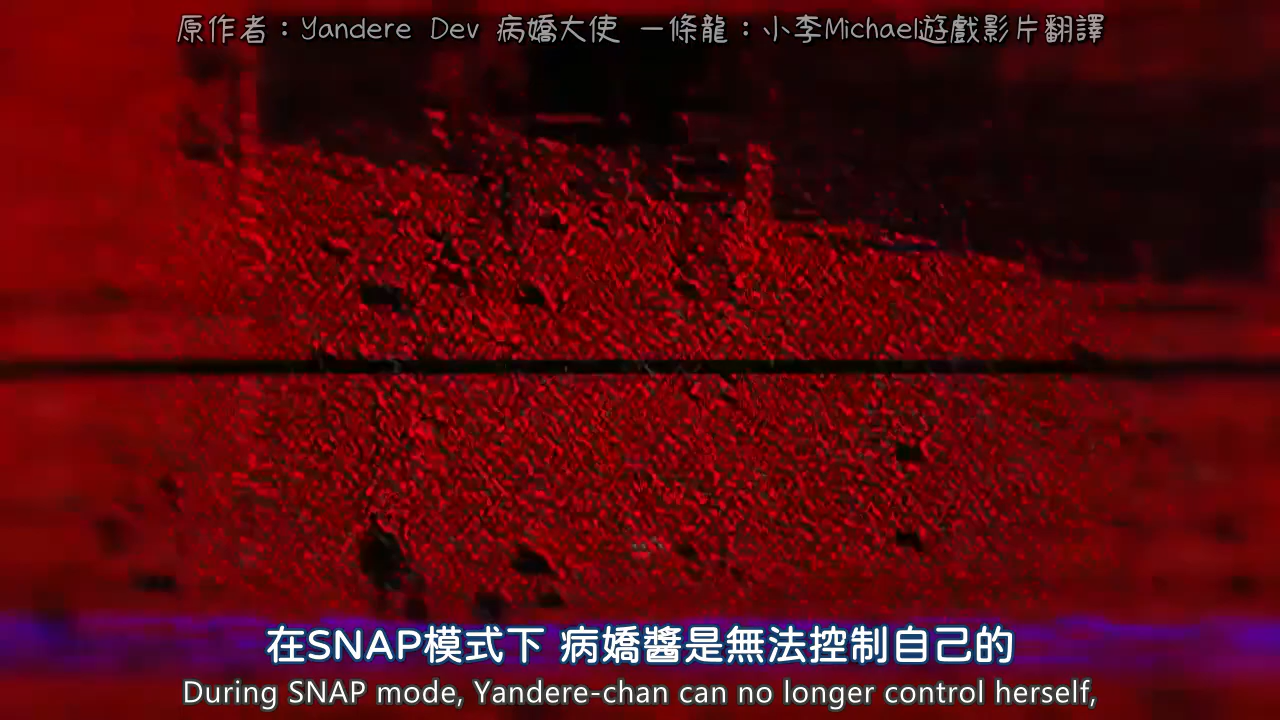 原作者：Yandere Dev 病嬌大使 一條龍：小李Michael遊戲影片翻譯
在SNAP模式下 病嬌醬是無法控制自己的
During SNAP mode, Yandere-chan can no longer control herself,